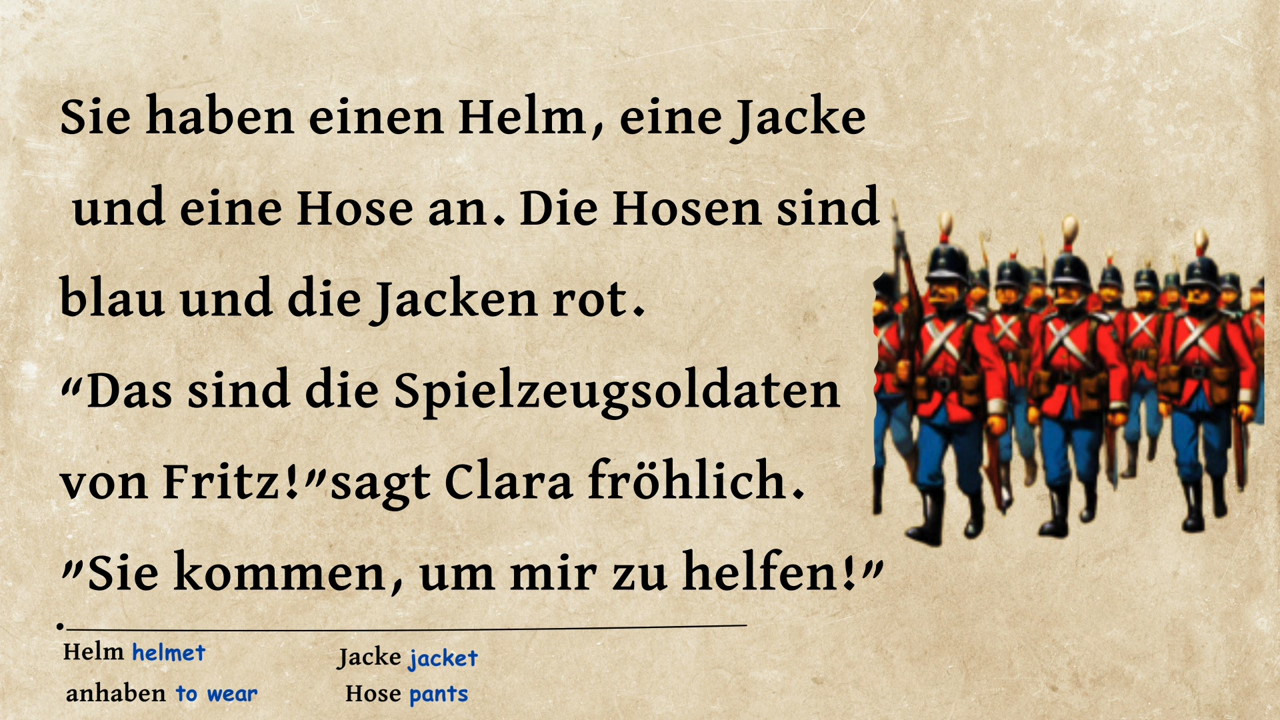 Sie haben einen Helm, eine Jacke
und eine Hose an. Die Hosen sind
blau und die Jacken rot.
“Das sind die Spielzeugsoldaten
von Fritz!”sagt Clara fröhlich.
”Sie kommen, um mir zu helfen!”
Helm helmet
anhaben to wear
Jacke jacket
Hose pants